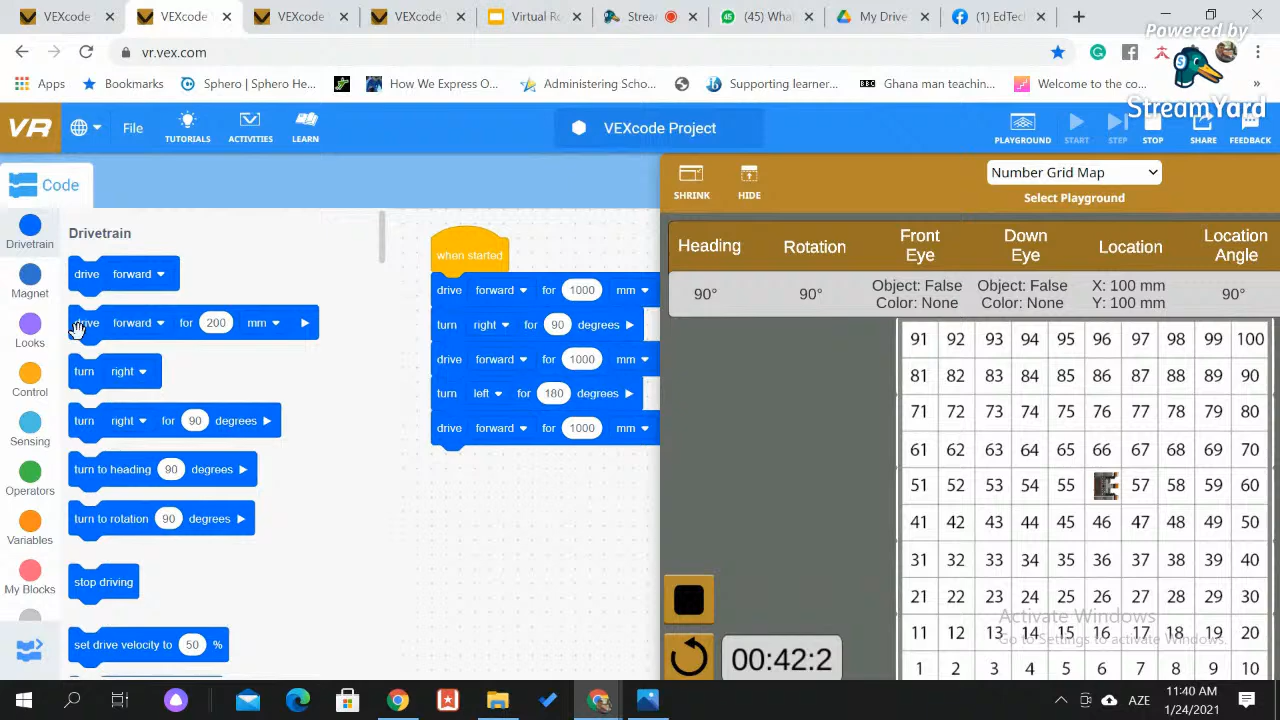 VEXcode
VEXcode
VEXcode
VEXcode
Virtual Ro
Strea
(45) Wha
My Drive
(1) EdTec
Powered by
vr.vex.com
Apps
Bookmarks
Sphero | Sphero He...
How We Express O...
Administering Scho...
Supporting learner...
Ghana man teachin...
Welcome to the co...
StreamYard
VR
File
TUTORIALS
ACTIVITIES
LEARN
VEXcode Project
PLAYGROUND
START
STEP
STOP
SHARE
FEEDBACK
Code
SHRINK
HIDE
Number Grid Map
Select Playground
Drivetrain
Magnet
Looks
Control
Sensing
Operators
Variables
My Blocks
Drivetrain
drive forward
drive forward for 200 mm
turn right
turn right for 90 degrees
turn to heading 90 degrees
turn to rotation 90 degrees
stop driving
set drive velocity to 50 %
when started
drive forward for 1000 mm
turn right for 90 degrees
drive forward for 1000 mm
turn left for 180 degrees
drive forward for 1000 mm
Heading Rotation Front Eye Down Eye Location Location Angle
90° 90° Object: False Object: False X: 100 mm 90°
Color: None Color: None Y: 100 mm
91 92 93 94 95 96 97 98 99 100
81 82 83 84 85 86 87 88 89 90
71 72 73 74 75 76 77 78 79 80
61 62 63 64 65 66 67 68 69 70
51 52 53 54 55 57 58 59 60
41 42 43 44 45 46 47 48 49 50
31 32 33 34 35 36 37 38 39 40
21 22 23 24 25 26 27 28 29 30
11 12 13 14 15 16 17 18 19 20
1 2 3 4 5 6 7 8 9 10
Activate Windows
Go to Settings to activate Windows.
00:42:2
AZE
11:40 AM
1/24/2021